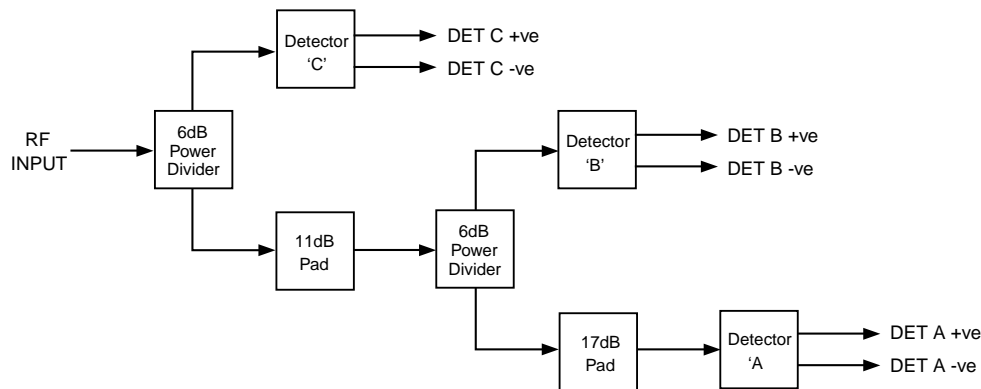 Detector
‘C’
DET C +ve
DET C -ve
RF
INPUT
6dB
Power
Divider
11dB
Pad
6dB
Power
Divider
Detector
‘B’
DET B +ve
DET B -ve
17dB
Pad
Detector
‘A
DET A +ve
DET A -ve